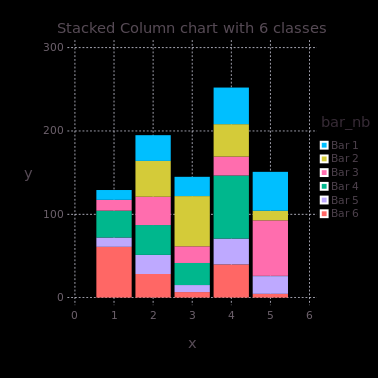 Stacked Column chart with 6 classes
300
200
100
0
y
0 1 2 3 4 5 6
x
bar_nb
Bar 1
Bar 2
Bar 3
Bar 4
Bar 5
Bar 6